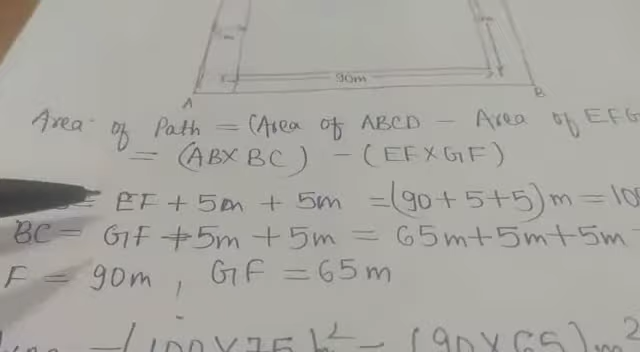 90m
A B
Area of Path = (Area of ABCD - Area of EFG
= (AB X BC) - (EF X GF)
= EF + 5m + 5m = (90 + 5 + 5) m = 10
BC = GF + 5m + 5m = 65m + 5m + 5m
F = 90m, GF = 65m